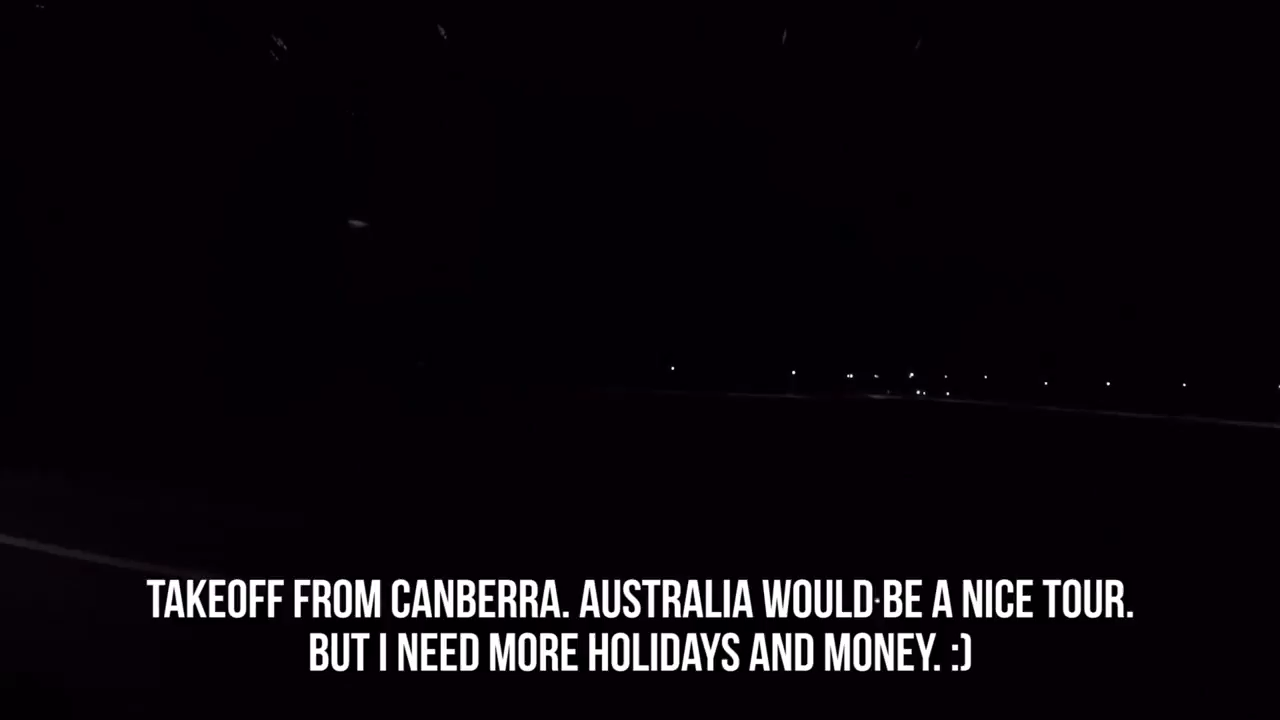 TAKEOFF FROM CANBERRA. AUSTRALIA WOULD BE A NICE TOUR.
BUT I NEED MORE HOLIDAYS AND MONEY. :)